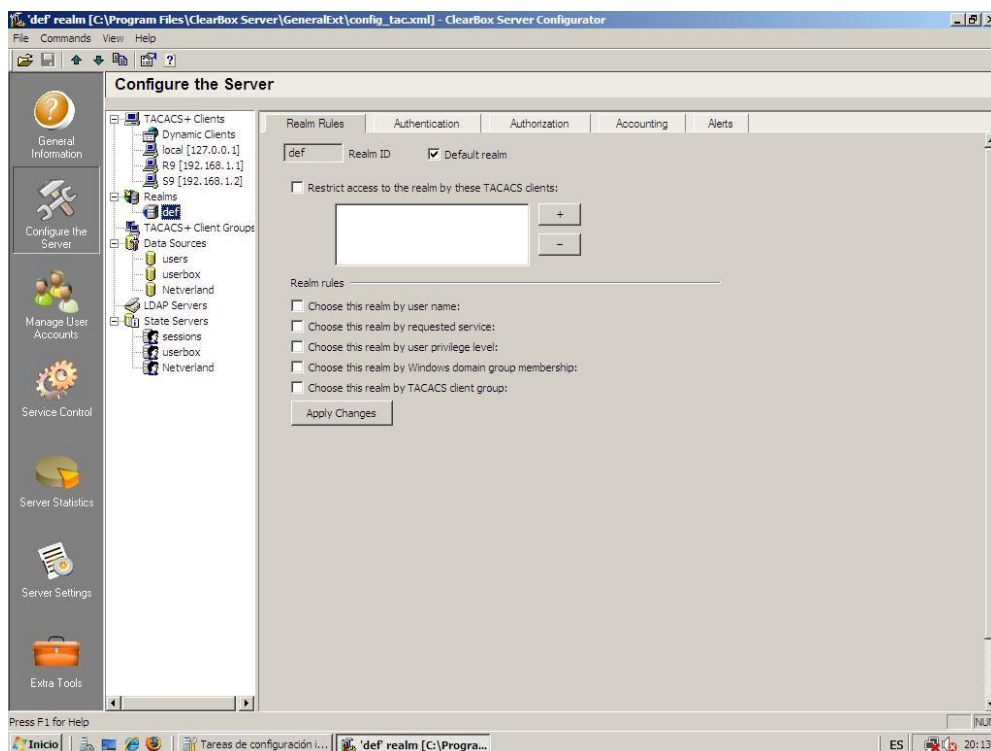 'def' realm [C:\Program Files\ClearBox Server\GeneralExt\config_tac.xml] - ClearBox Server Configurator
File Commands View Help
Configure the Server
General
Information
Configure the
Server
Manage User
Accounts
Service Control
Server Statistics
Server Settings
Extra Tools
TACACS+ Clients
Dynamic Clients
local [127.0.0.1]
R9 [192.168.1.1]
S9 [192.168.1.2]
Realms
def
TACACS+ Client Groups
Data Sources
users
userbox
Netverland
LDAP Servers
State Servers
sessions
userbox
Netverland
Realm Rules Authentication Authorization Accounting Alerts
def Realm ID Default realm
Restrict access to the realm by these TACACS clients:
+
-
Realm rules
Choose this realm by user name:
Choose this realm by requested service:
Choose this realm by user privilege level:
Choose this realm by Windows domain group membership:
Choose this realm by TACACS client group:
Apply Changes
Press F1 for Help
NUM
Inicio Tareas de configuración i... 'def' realm [C:\Progra... ES 20:13